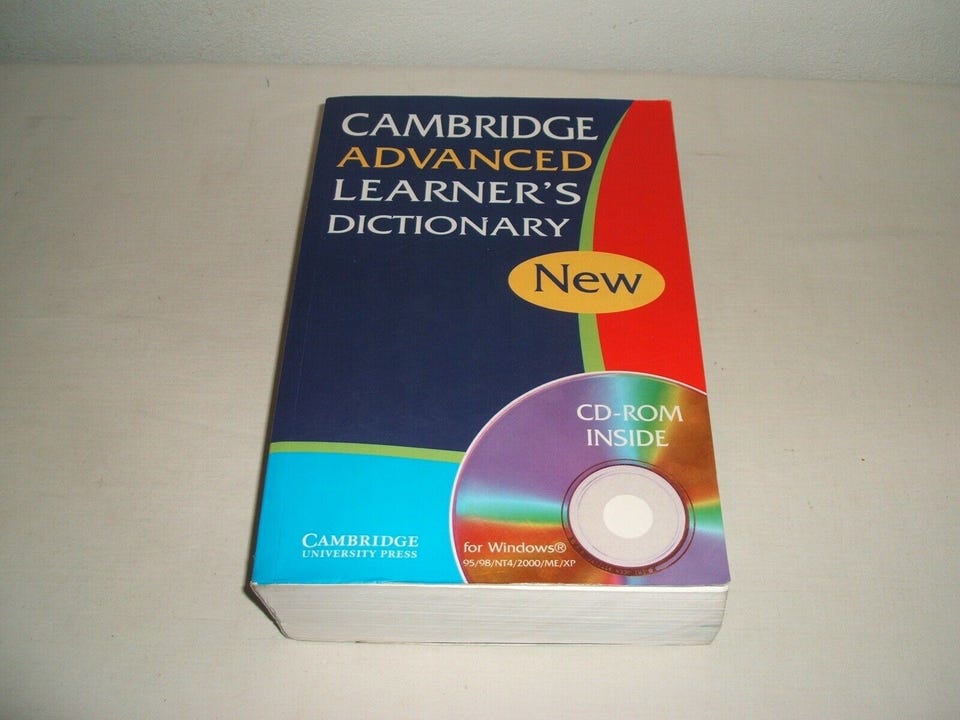 CAMBRIDGE
ADVANCED
LEARNER'S
DICTIONARY
New
CD-ROM
INSIDE
for Windows®
95/98/NT4/2000/ME/XP
CAMBRIDGE
UNIVERSITY PRESS